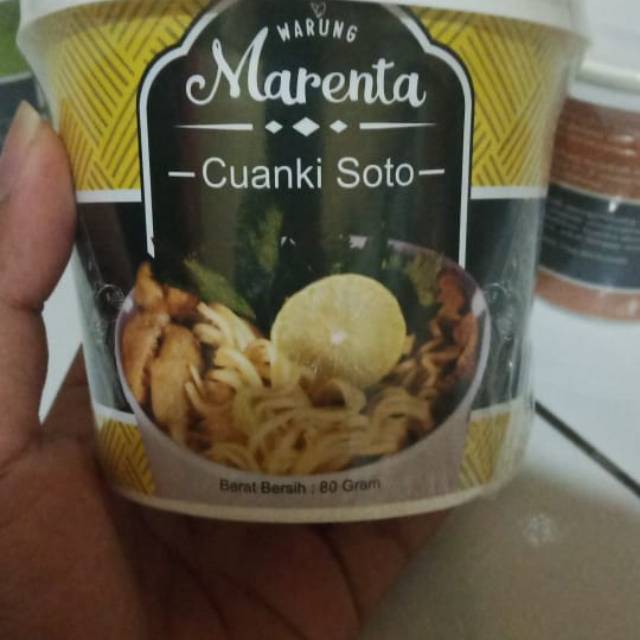 WARUNG
Marenta
Cuanki Soto
Berat Bersih : 80 Gram